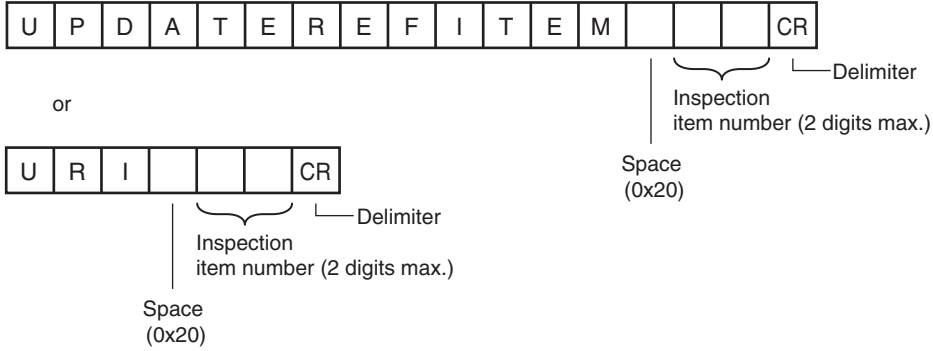 U P D A T E R E F I T E M CR
Delimiter
Inspection
item number (2 digits max.)
Space
(0x20)
or
U R I CR
Delimiter
Inspection
item number (2 digits max.)
Space
(0x20)